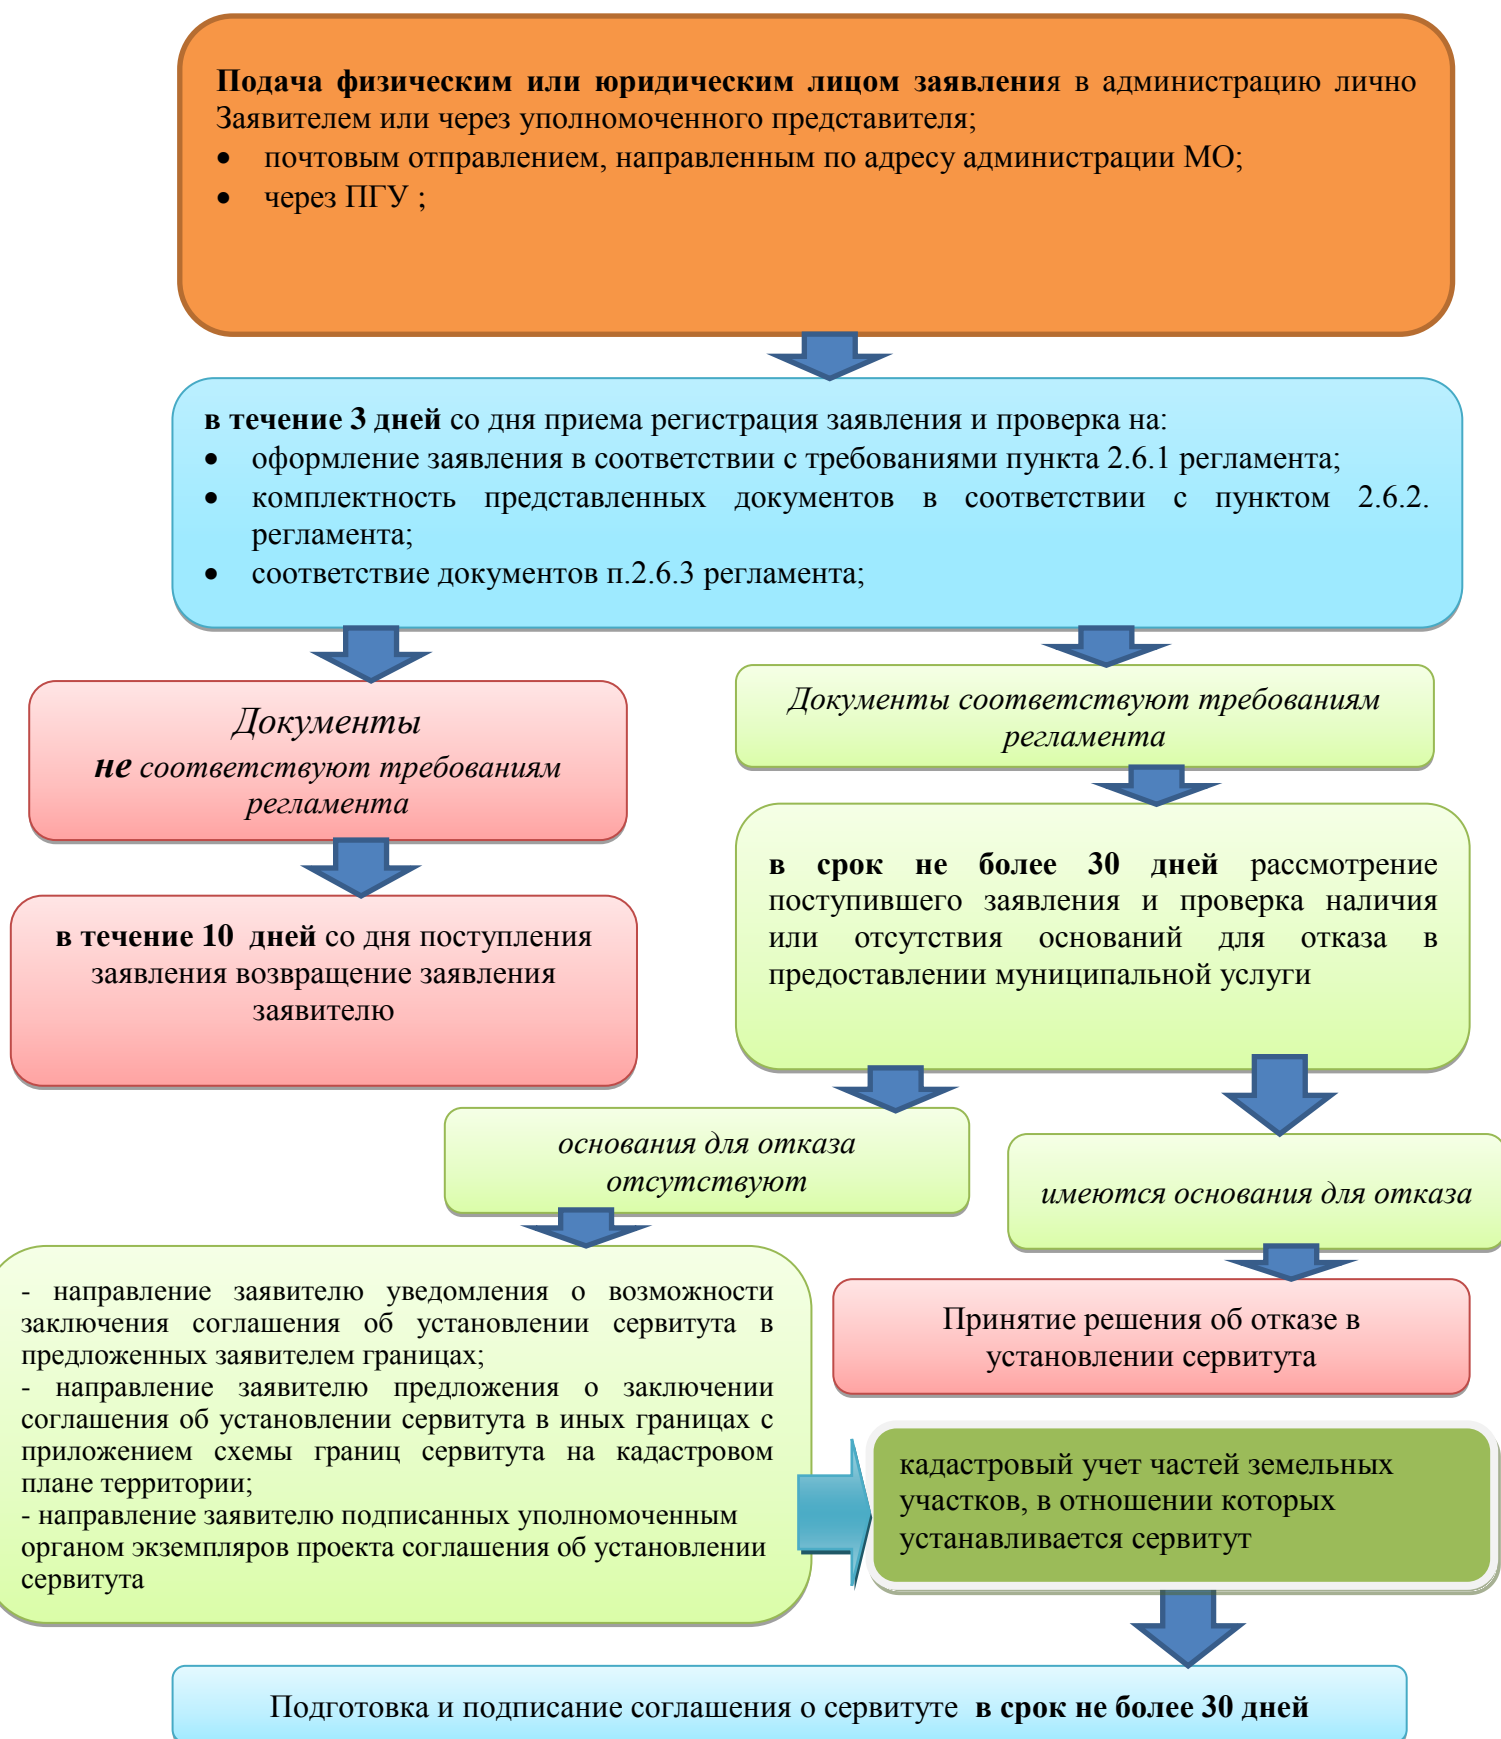 Подача физическим или юридическим лицом заявления в администрацию лично
Заявителем или через уполномоченного представителя;
• почтовым отправлением, направленным по адресу администрации МО;
• через ПГУ ;
в течение 3 дней со дня приема регистрация заявления и проверка на:
• оформление заявления в соответствии с требованиями пункта 2.6.1 регламента;
• комплектность представленных документов в соответствии с пунктом 2.6.2.
регламента;
• соответствие документов п.2.6.3 регламента;
Документы
не соответствуют требованиям
регламента
Документы соответствуют требованиям
регламента
в течение 10 дней со дня поступления
заявления возвращение заявления
заявителю
в срок не более 30 дней рассмотрение
поступившего заявления и проверка наличия
или отсутствия оснований для отказа в
предоставлении муниципальной услуги
основания для отказа
отсутствуют
имеются основания для отказа
- направление заявителю уведомления о возможности
заключения соглашения об установлении сервитута в
предложенных заявителем границах;
- направление заявителю предложения о заключении
соглашения об установлении сервитута в иных границах с
приложением схемы границ сервитута на кадастровом
плане территории;
- направление заявителю подписанных уполномоченным
органом экземпляров проекта соглашения об установлении
сервитута
Принятие решения об отказе в
установлении сервитута
кадастровый учет частей земельных
участков, в отношении которых
устанавливается сервитут
Подготовка и подписание соглашения о сервитуте в срок не более 30 дней